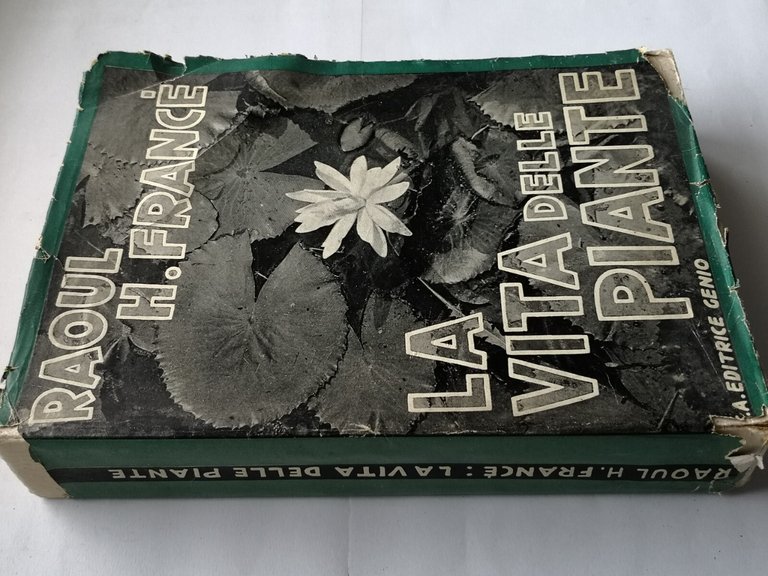 RAOUL
H. FRANCÉ
LA
VITA DELLE
PIANTE
S.A. EDITRICE GENIO
RAOUL H. FRANCÉ: LA VITA DELLE PIANTE